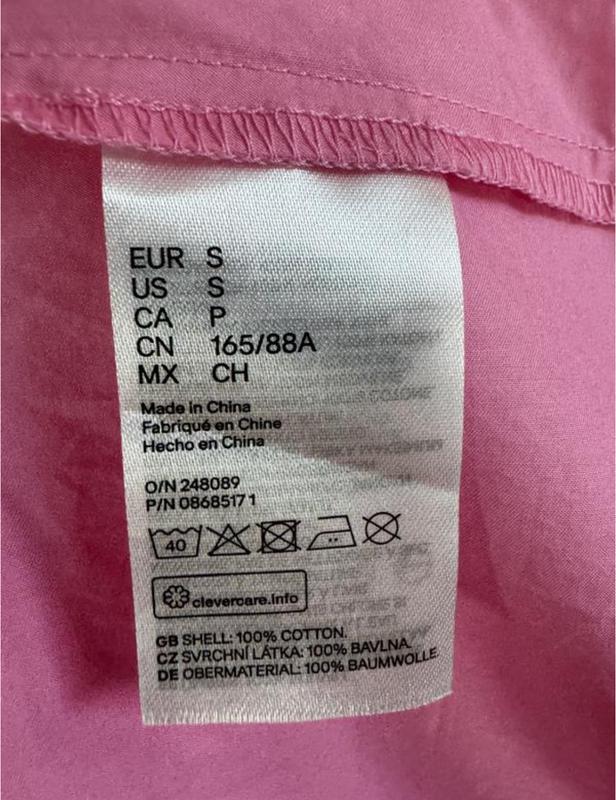 EUR S
US S
CA P
CN 165/88A
MX CH
Made in China
Fabriqué en Chine
Hecho en China
O/N 248089
P/N 08685171
40
clevercare.info
GB SHELL: 100% COTTON.
CZ SVRCHNÍ LÁTKA: 100% BAVLNA.
DE OBERMATERIAL: 100% BAUMWOLLE.